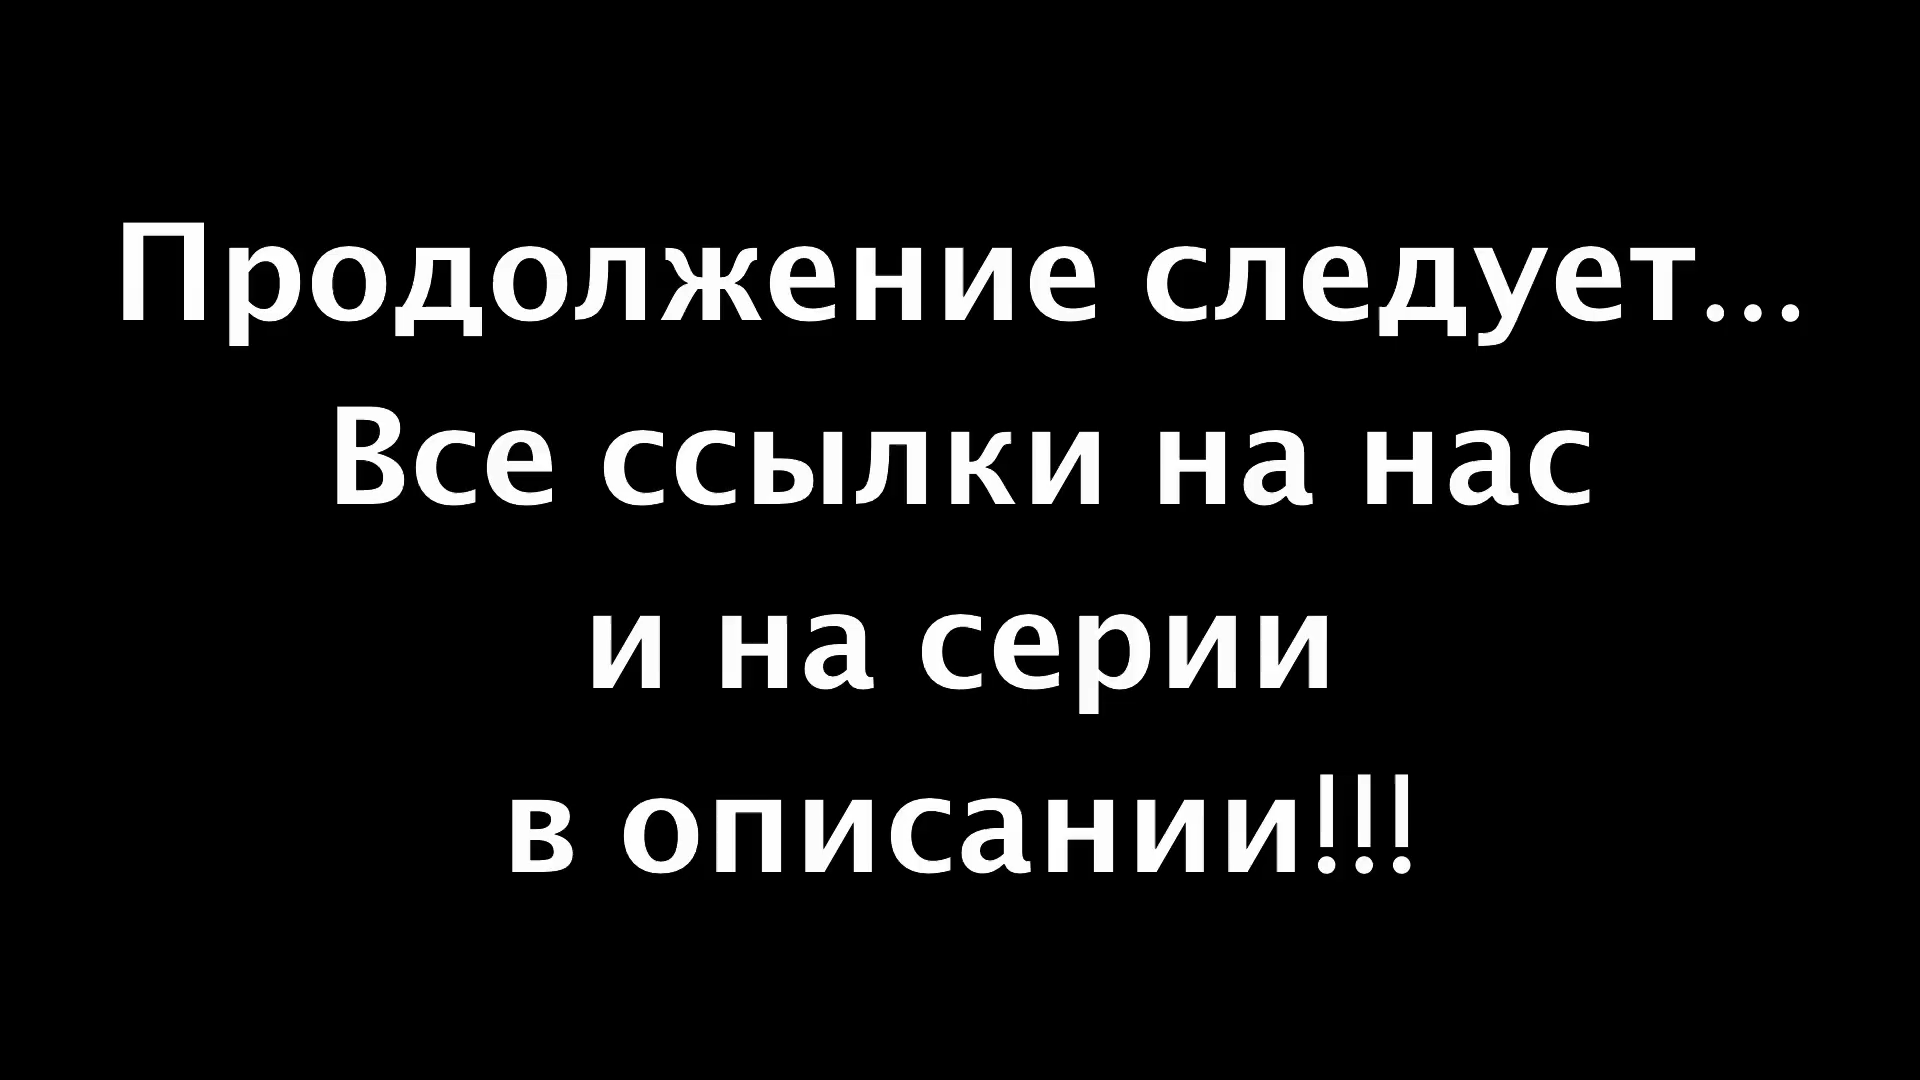 Продолжение следует...
Все ссылки на нас
и на серии
в описании!!!